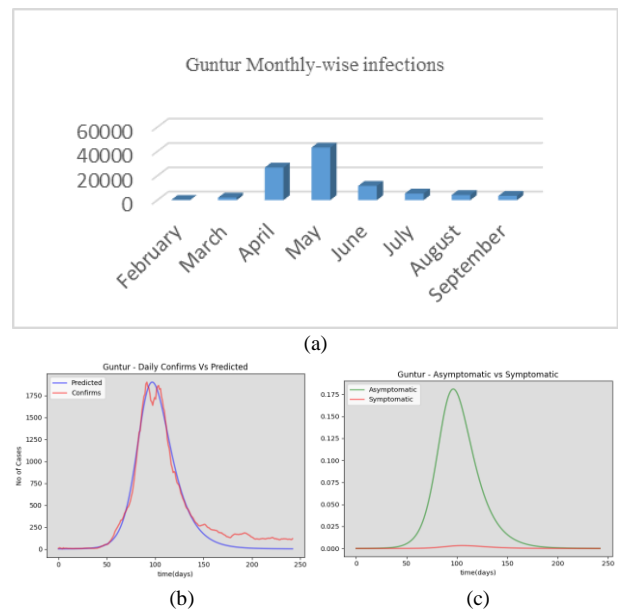 Guntur Monthly-wise infections
60000
40000
20000
0
February
March
April
May
June
July
August
September
(a)
Guntur - Daily Confirms Vs Predicted
Predicted
Confirms
No of Cases
1750
1500
1250
1000
750
500
250
0
0 50 100 150 200 250
time(days)
(b)
Guntur - Asymptomatic vs Symptomatic
Asymptomatic
Symptomatic
0.175
0.150
0.125
0.100
0.075
0.050
0.025
0.000
0 50 100 150 200 250
time(days)
(c)